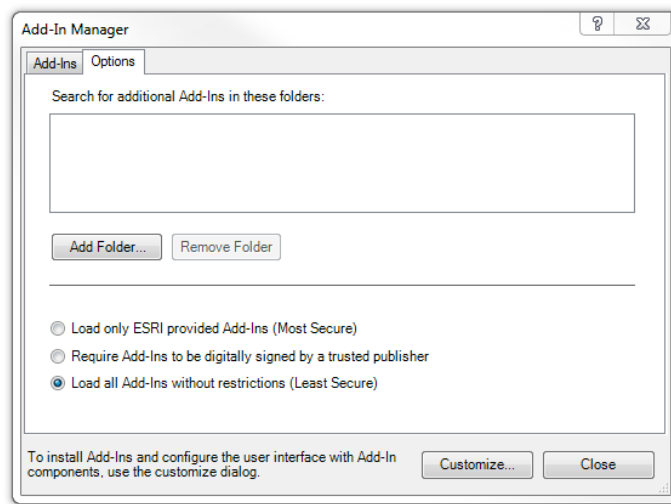 Add-In Manager
Add-Ins
Options
Search for additional Add-Ins in these folders:
Add Folder...
Remove Folder
Load only ESRI provided Add-Ins (Most Secure)
Require Add-Ins to be digitally signed by a trusted publisher
Load all Add-Ins without restrictions (Least Secure)
To install Add-Ins and configure the user interface with Add-In
components, use the customize dialog.
Customize...
Close